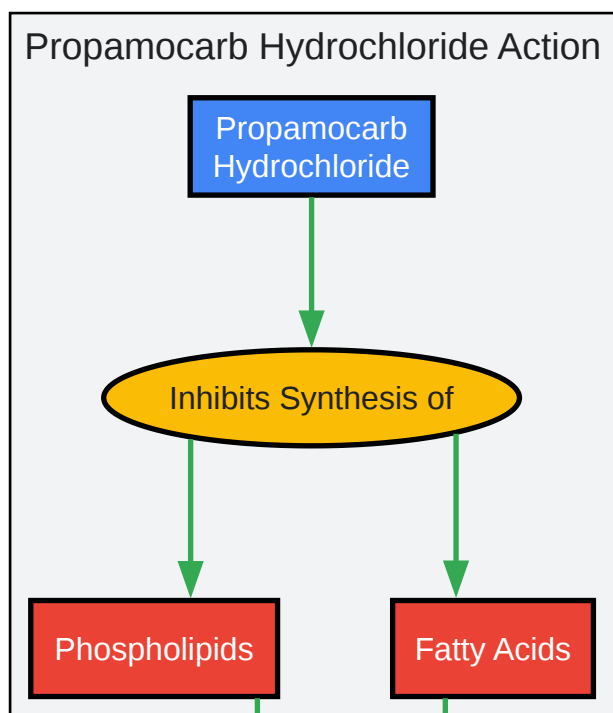 Propamocarb Hydrochloride Action
Propamocarb
Hydrochloride
Inhibits Synthesis of
Phospholipids
Fatty Acids